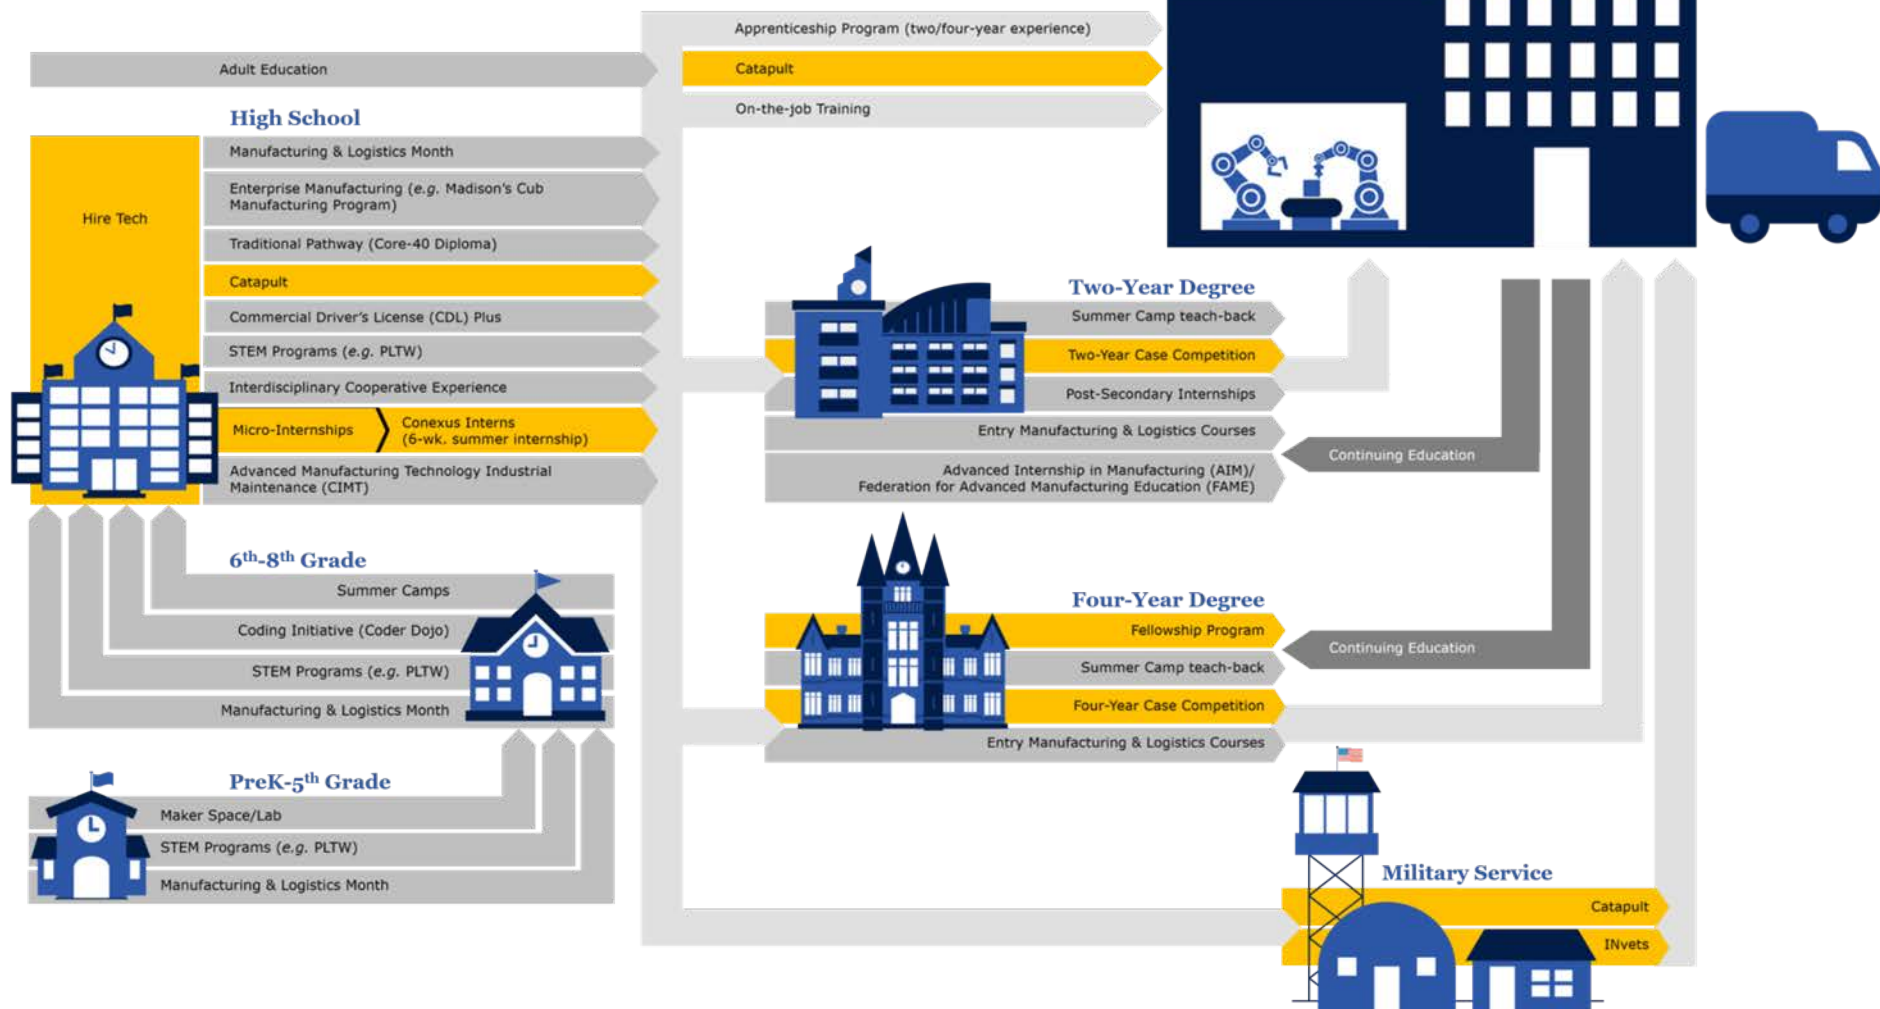 Apprenticeship Program (two/four-year experience)
Adult Education
Catapult
On-the-job Training
High School
Hire Tech
Manufacturing & Logistics Month
Enterprise Manufacturing (e.g. Madison's Cub
Manufacturing Program)
Traditional Pathway (Core-40 Diploma)
Catapult
Commercial Driver's License (CDL) Plus
STEM Programs (e.g. PLTW)
Interdisciplinary Cooperative Experience
Micro-Internships
Conexus Interns
(6-wk. summer internship)
Advanced Manufacturing Technology Industrial
Maintenance (CIMT)
6th-8th Grade
Summer Camps
Coding Initiative (Coder Dojo)
STEM Programs (e.g. PLTW)
Manufacturing & Logistics Month
PreK-5th Grade
Maker Space/Lab
STEM Programs (e.g. PLTW)
Manufacturing & Logistics Month
Two-Year Degree
Summer Camp teach-back
Two-Year Case Competition
Post-Secondary Internships
Entry Manufacturing & Logistics Courses
Advanced Internship in Manufacturing (AIM)/
Federation for Advanced Manufacturing Education (FAME)
Continuing Education
Four-Year Degree
Fellowship Program
Summer Camp teach-back
Four-Year Case Competition
Entry Manufacturing & Logistics Courses
Continuing Education
Military Service
Catapult
INvets